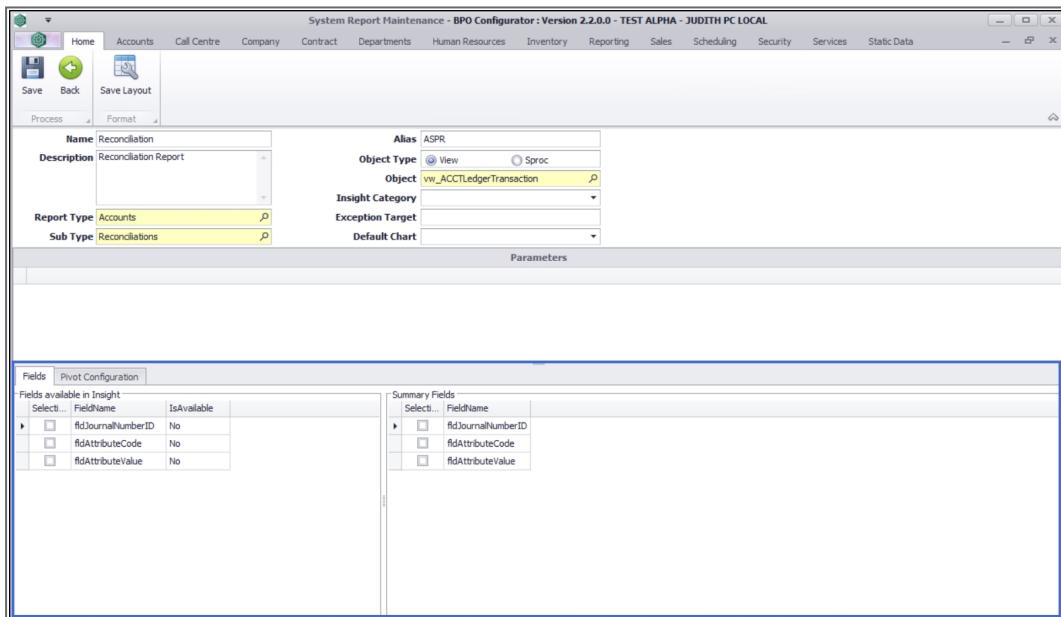 System Report Maintenance - BPO Configurator : Version 2.2.0.0 - TEST ALPHA - JUDITH PC LOCAL
Home Accounts Call Centre Company Contract Departments Human Resources Inventory Reporting Sales Scheduling Security Services Static Data
Save Back Save Layout
Process Format
Name Reconciliation Alias ASPR
Description Reconciliation Report Object Type View Sproc
Object vw_ACCTLedgerTransaction
Insight Category
Report Type Accounts Exception Target
Sub Type Reconciliations Default Chart
Parameters
Fields Pivot Configuration
Fields available in Insight Summary Fields
Selecti... FieldName IsAvailable Selecti... FieldName
fldJournalNumberID No fldJournalNumberID
fldAttributeCode No fldAttributeCode
fldAttributeValue No fldAttributeValue